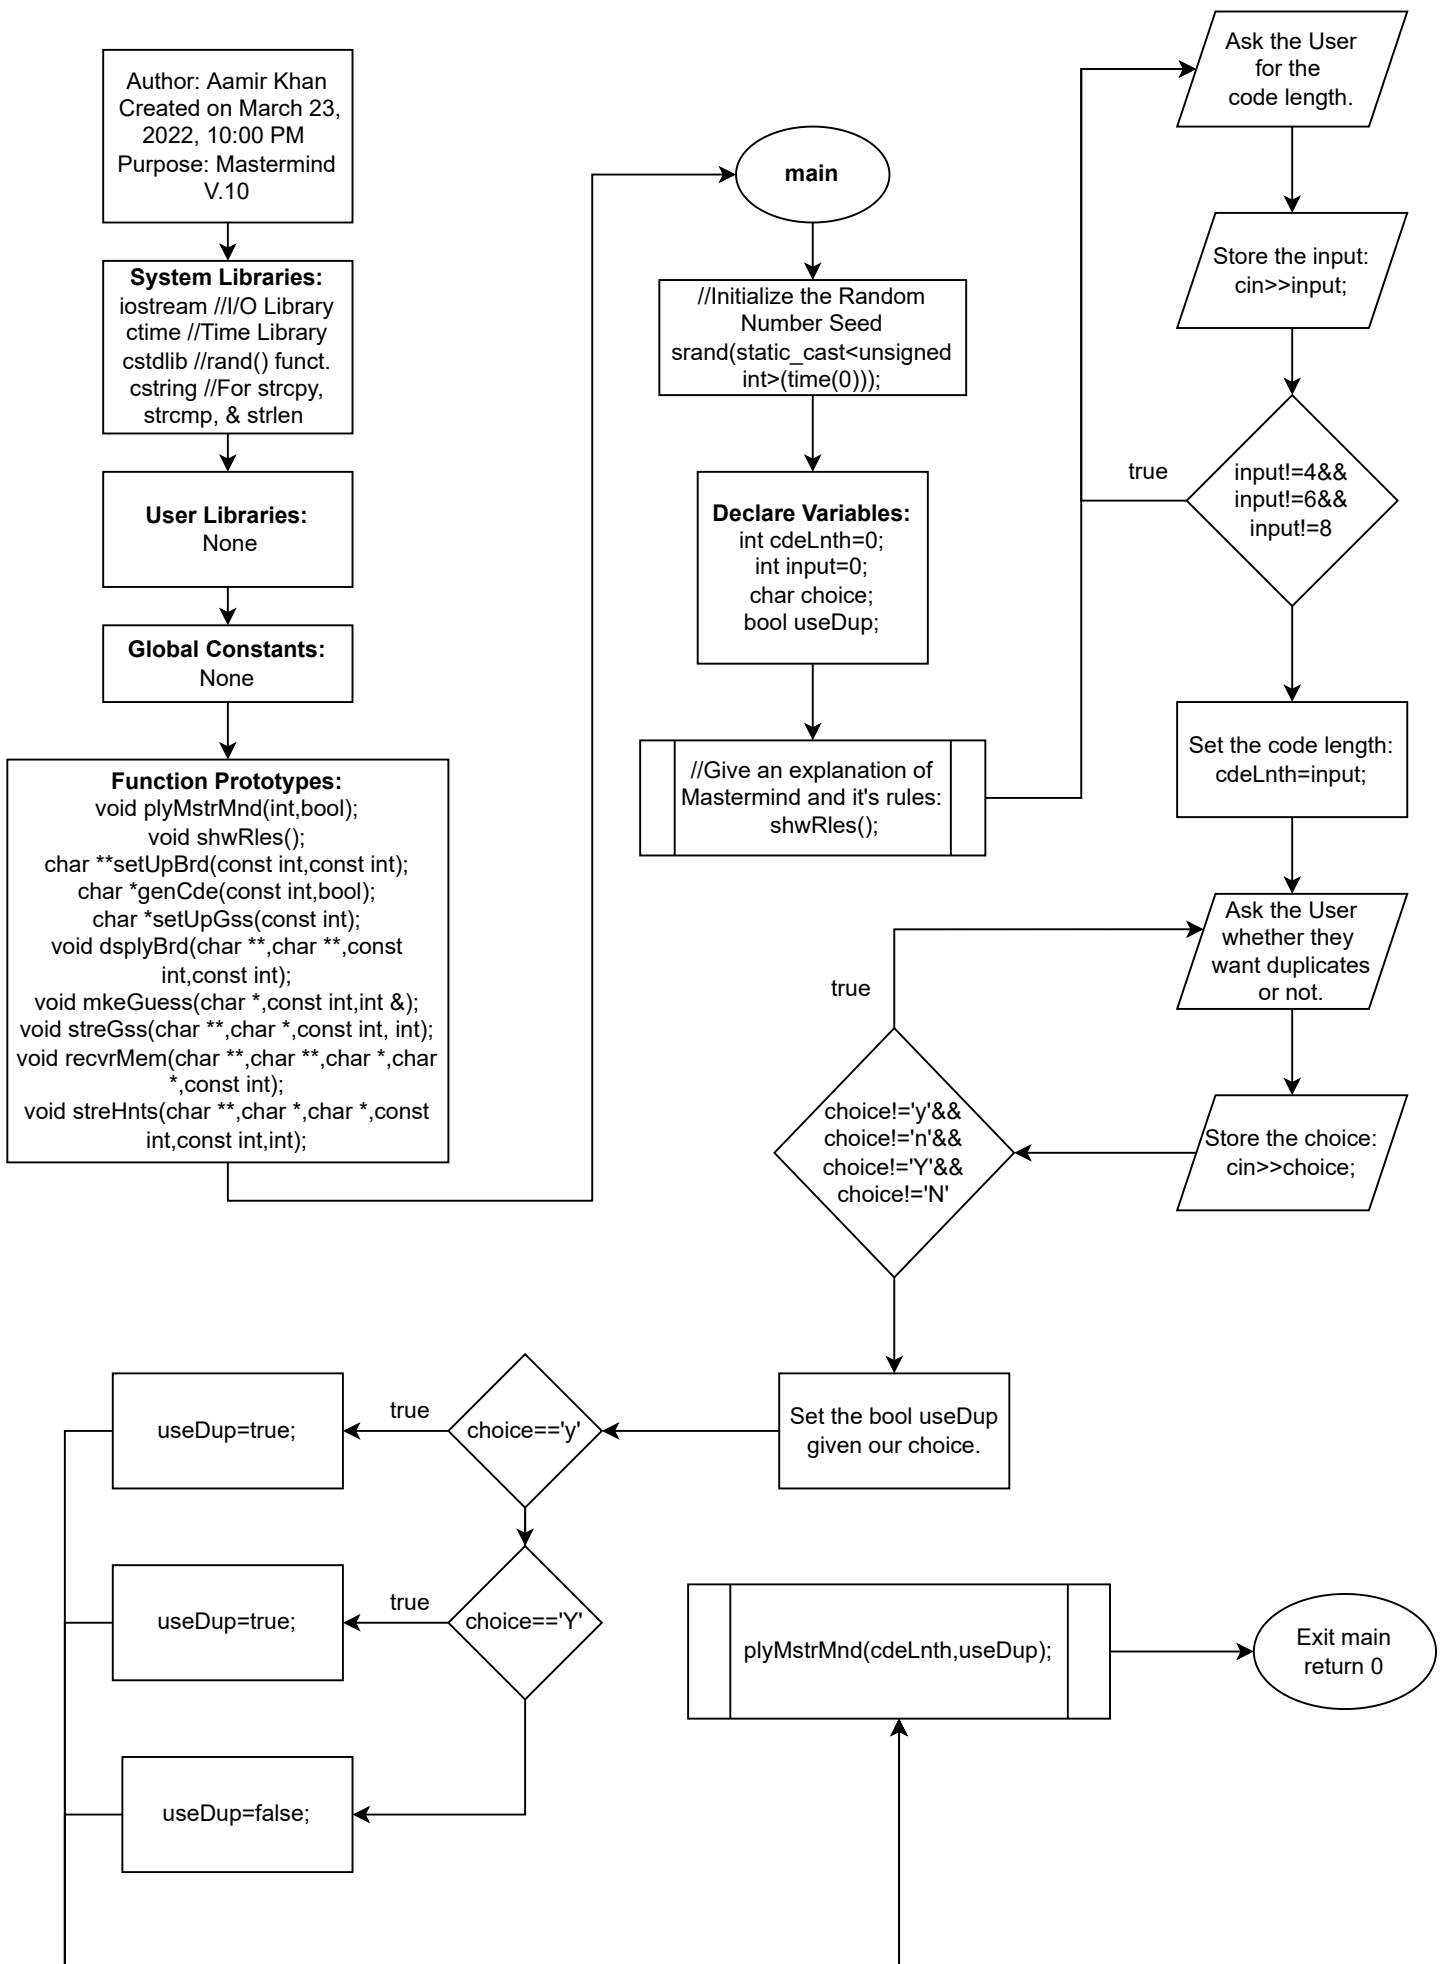 Author: Aamir Khan
Created on March 23,
2022, 10:00 PM
Purpose: Mastermind
V.10
System Libraries:
iostream //I/O Library
ctime //Time Library
cstdlib //rand() funct.
cstring //For strcpy,
strcmp, & strlen
User Libraries:
None
Global Constants:
None
Function Prototypes:
void plyMstrMnd(int,bool);
void shwRles();
char **setUpBrd(const int,const int);
char *genCde(const int,bool);
char *setUpGss(const int);
void dsplyBrd(char **,char **,const
int,const int);
void mkeGuess(char *,const int,int &);
void streGss(char **,char *,const int, int);
void recvrMem(char **,char **,char *,char
*,const int);
void streHnts(char **,char *,char *,const
int,const int,int);
main
//Initialize the Random
Number Seed
srand(static_cast<unsigned
int>(time(0)));
Declare Variables:
int cdeLnth=0;
int input=0;
char choice;
bool useDup;
//Give an explanation of
Mastermind and it's rules:
shwRles();
Ask the User
for the
code length.
Store the input:
cin>>input;
true
input!=4&&
input!=6&&
input!=8
Set the code length:
cdeLnth=input;
Ask the User
whether they
want duplicates
or not.
Store the choice:
cin>>choice;
true
choice!='y'&&
choice!='n'&&
choice!='Y'&&
choice!='N'
Set the bool useDup
given our choice.
choice=='y'
true
useDup=true;
choice=='Y'
true
useDup=true;
useDup=false;
plyMstrMnd(cdeLnth,useDup);
Exit main
return 0